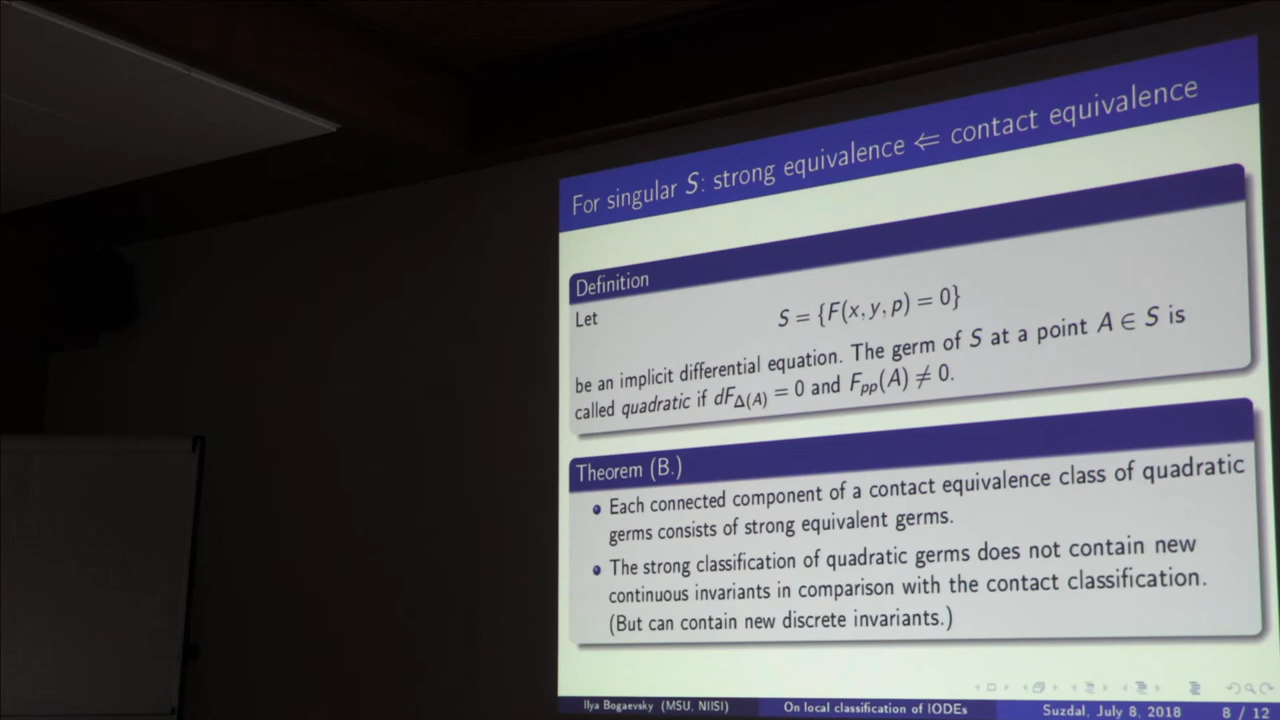 For singular S: strong equivalence ⇐ contact equivalence
Definition
Let
S = {F(x, y, p) = 0}
be an implicit differential equation. The germ of S at a point A ∈ S is
called quadratic if dF_Δ(A) = 0 and F_pp(A) ≠ 0.
Theorem (B.)
• Each connected component of a contact equivalence class of quadratic
germs consists of strong equivalent germs.
• The strong classification of quadratic germs does not contain new
continuous invariants in comparison with the contact classification.
(But can contain new discrete invariants.)
Ilya Bogaevsky (MSU, NIISI) On local classification of IODEs Suzdal, July 8, 2018 8 / 12